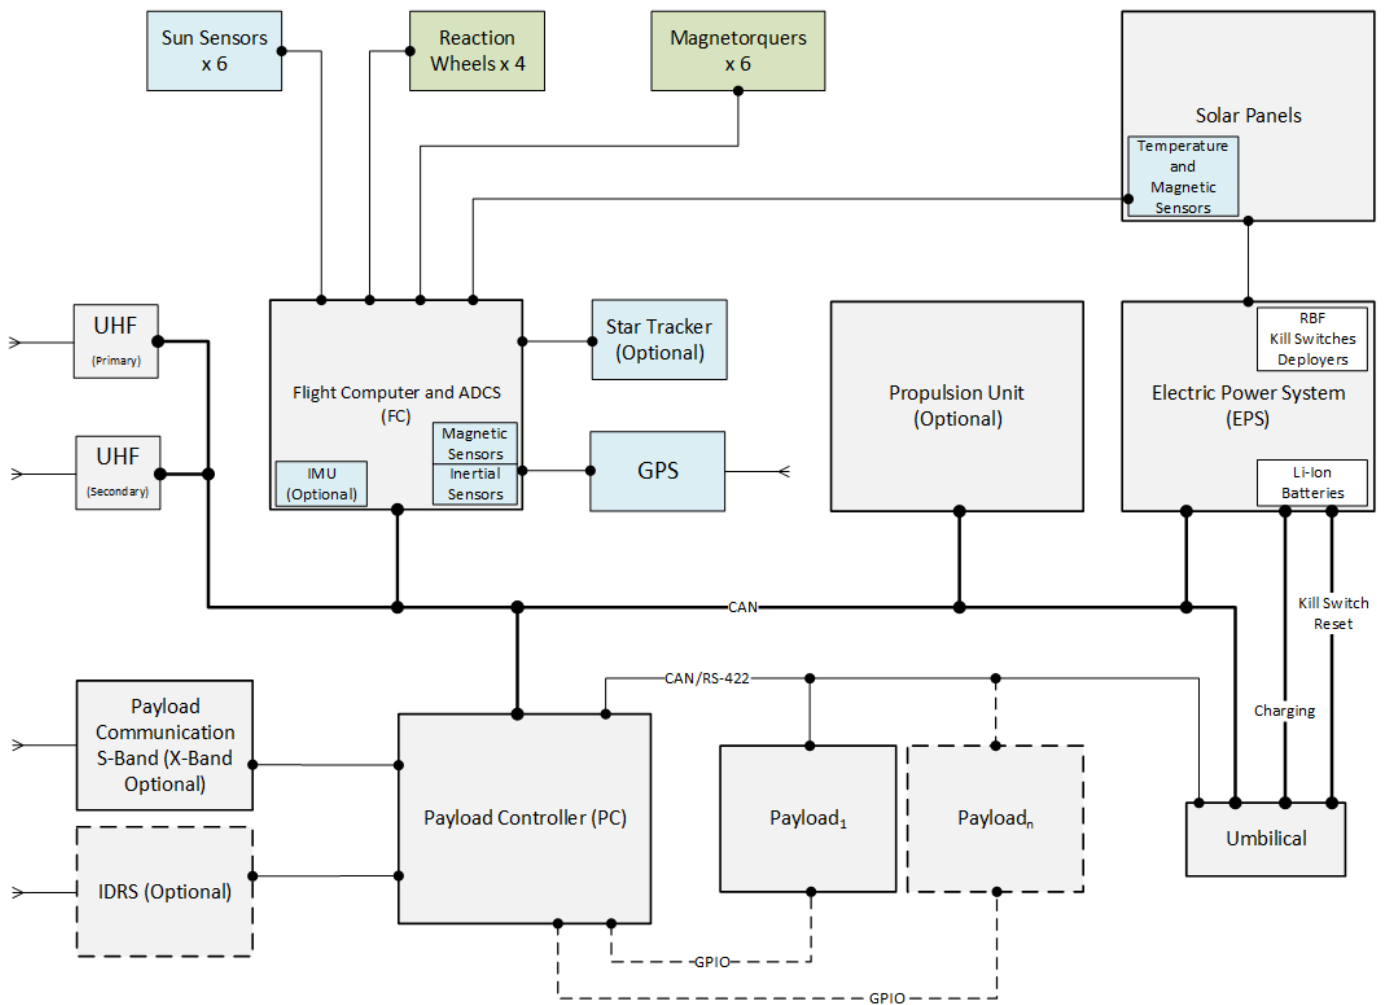 Sun Sensors
x 6
Reaction
Wheels x 4
Magnetorquers
x 6
Solar Panels
Temperature
and
Magnetic
Sensors
UHF
(Primary)
UHF
(Secondary)
Flight Computer and ADCS
(FC)
Magnetic
Sensors
Inertial
Sensors
IMU
(Optional)
Star Tracker
(Optional)
GPS
Propulsion Unit
(Optional)
RBF
Kill Switches
Deployers
Electric Power System
(EPS)
Li-Ion
Batteries
CAN
Kill Switch
Reset
Charging
CAN/RS-422
Payload
Communication
S-Band (X-Band
Optional)
IDRS (Optional)
Payload Controller (PC)
Payload1
Payloadn
Umbilical
GPIO
GPIO